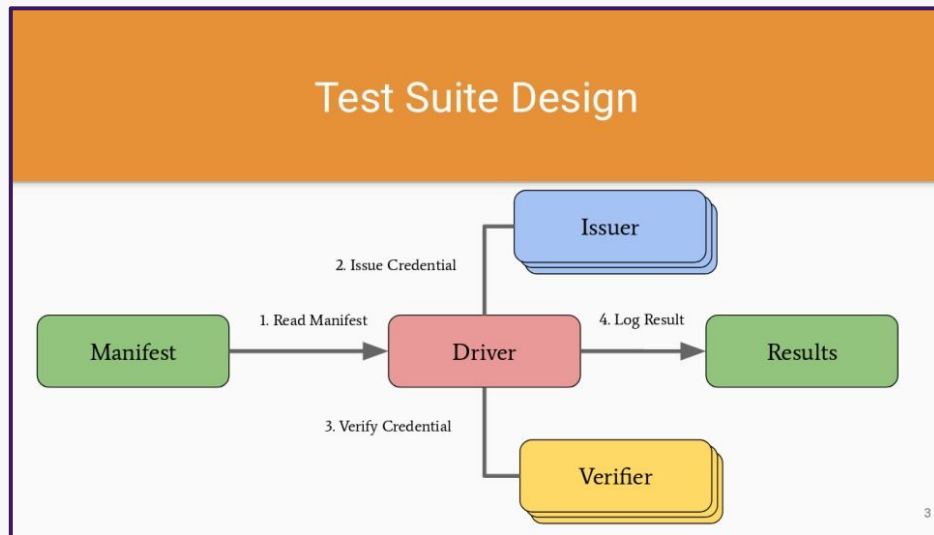 Test Suite Design
Issuer
2. Issue Credential
1. Read Manifest
4. Log Result
Manifest
Driver
Results
3. Verify Credential
Verifier
3